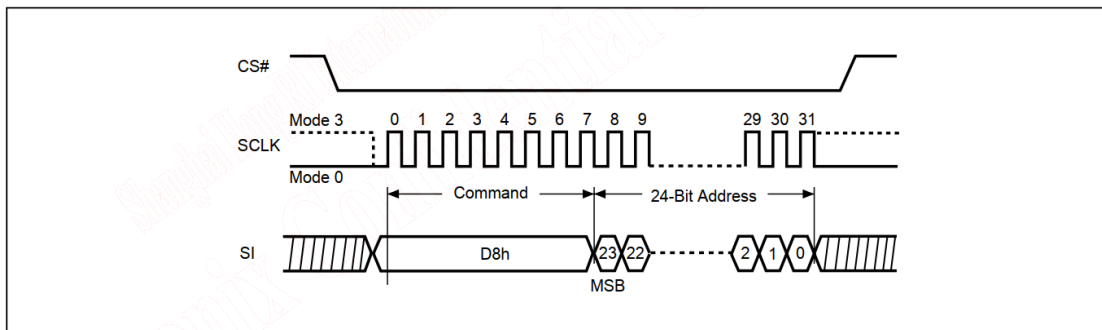 CS#
0 1 2 3 4 5 6 7 8 9 29 30 31
Mode 3
SCLK
Mode 0
Command 24-Bit Address
SI D8h 23 22 2 1 0
MSB